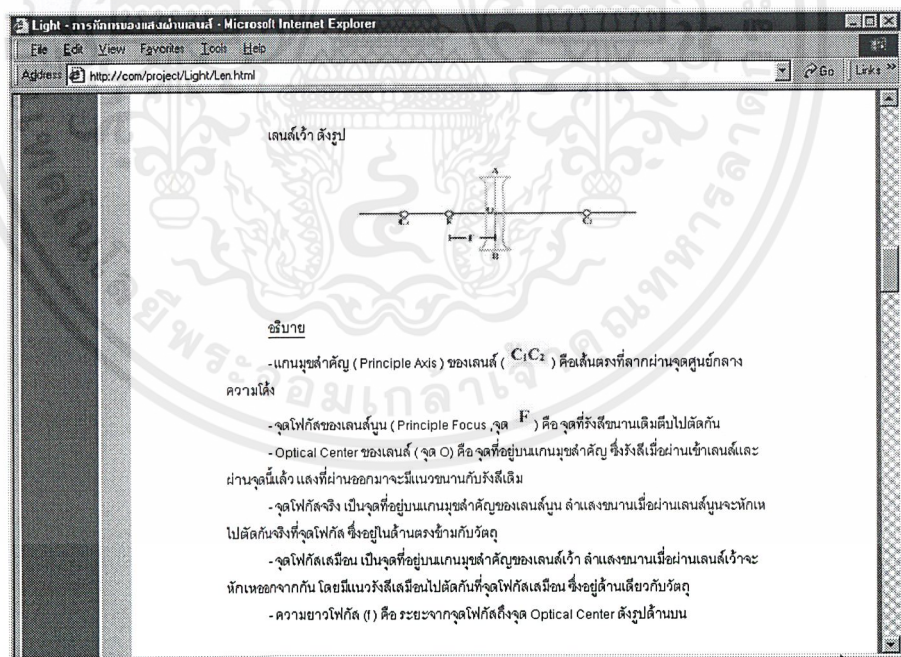 Light - การหักเหของแสงผ่านเลนส์ - Microsoft Internet Explorer
File Edit View Favorites Tools Help
Address http://com/project/Light/Len.html Go Links »
เลนส์เว้า ดังรูป
A
C F O C
F
B
อธิบาย
-แกนมุขสำคัญ ( Principle Axis ) ของเลนส์ ( C₁C₂ ) คือเส้นตรงที่ลากผ่านจุดศูนย์กลาง
ความโค้ง
- จุดโฟกัสของเลนส์นูน ( Principle Focus ,จุด F ) คือ จุดที่รังสีขนานเดิมตีบไปตัดกัน
- Optical Center ของเลนส์ ( จุด O) คือ จุดที่อยู่บนแกนมุขสำคัญ ซึ่งรังสีเมื่อผ่านเข้าเลนส์และ
ผ่านจุดนี้แล้ว แสงที่ผ่านออกมาจะมีแนวขนานกับรังสีเดิม
- จุดโฟกัสจริง เป็นจุดที่อยู่บนแกนมุขสำคัญของเลนส์นูน ลำแสงขนานเมื่อผ่านเลนส์นูนจะหักเห
ไปตัดกันจริงที่จุดโฟกัส ซึ่งอยู่ในด้านตรงข้ามกับวัตถุ
- จุดโฟกัสเสมือน เป็นจุดที่อยู่บนแกนมุขสำคัญของเลนส์เว้า ลำแสงขนานเมื่อผ่านเลนส์เว้าจะ
หักเหออกจากกัน โดยมีแนวรังสีเสมือนไปตัดกันที่จุดโฟกัสเสมือน ซึ่งอยู่ด้านเดียวกับวัตถุ
- ความยาวโฟกัส (f) คือ ระยะจากจุดโฟกัสถึงจุด Optical Center ดังรูปด้านบน